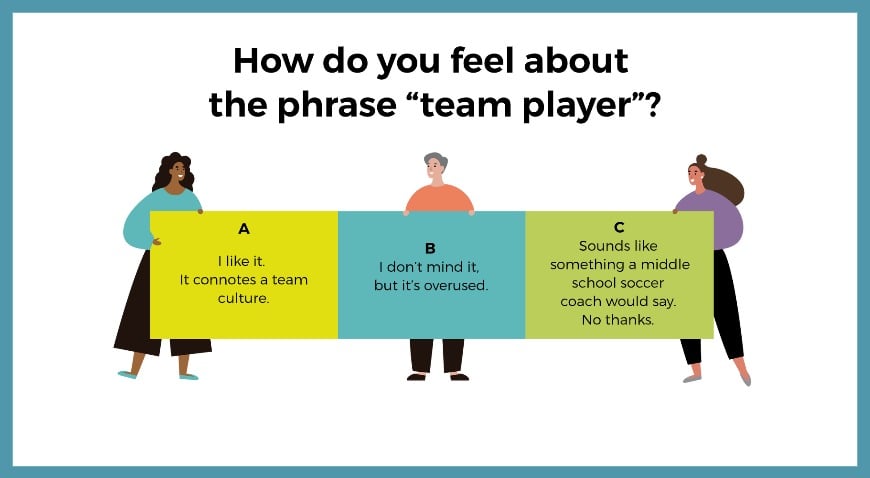 How do you feel about
the phrase “team player”?
A
I like it.
It connotes a team
culture.
B
I don’t mind it,
but it’s overused.
C
Sounds like
something a middle
school soccer
coach would say.
No thanks.